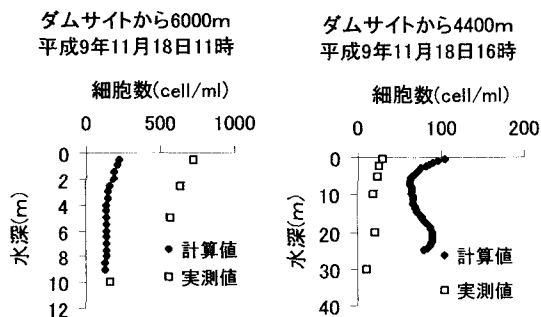 ダムサイトから6000m
平成9年11月18日11時
細胞数(cell/ml)
0 500 1000
0
2
4
6
8
10
12
水深(m)
計算値
実測値
ダムサイトから4400m
平成9年11月18日16時
細胞数(cell/ml)
0 100 200
0
10
20
30
40
水深(m)
計算値
実測値